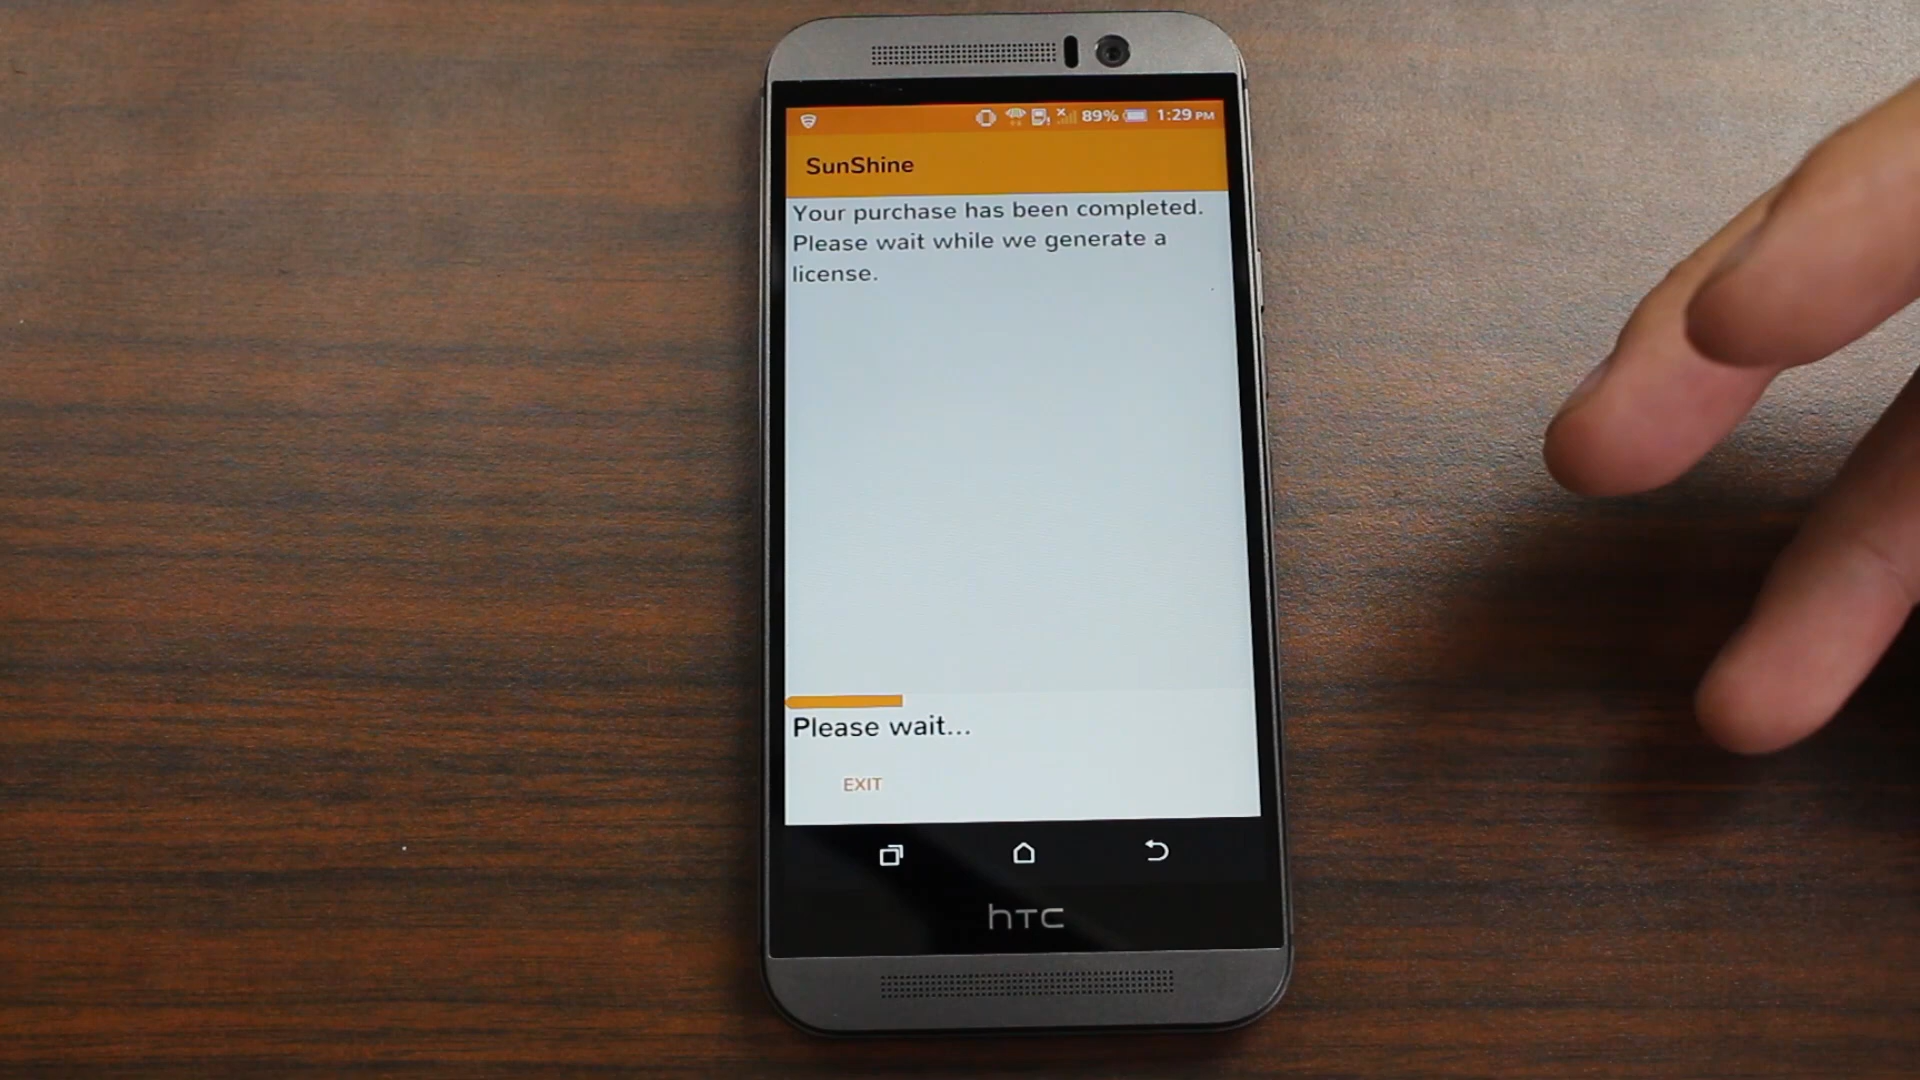 89% 1:29 PM
SunShine
Your purchase has been completed.
Please wait while we generate a
license.
Please wait...
EXIT
hTC